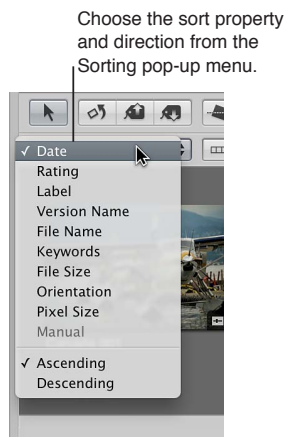 Choose the sort property
and direction from the
Sorting pop-up menu.
✓ Date
Rating
Label
Version Name
File Name
Keywords
File Size
Orientation
Pixel Size
Manual
✓ Ascending
Descending